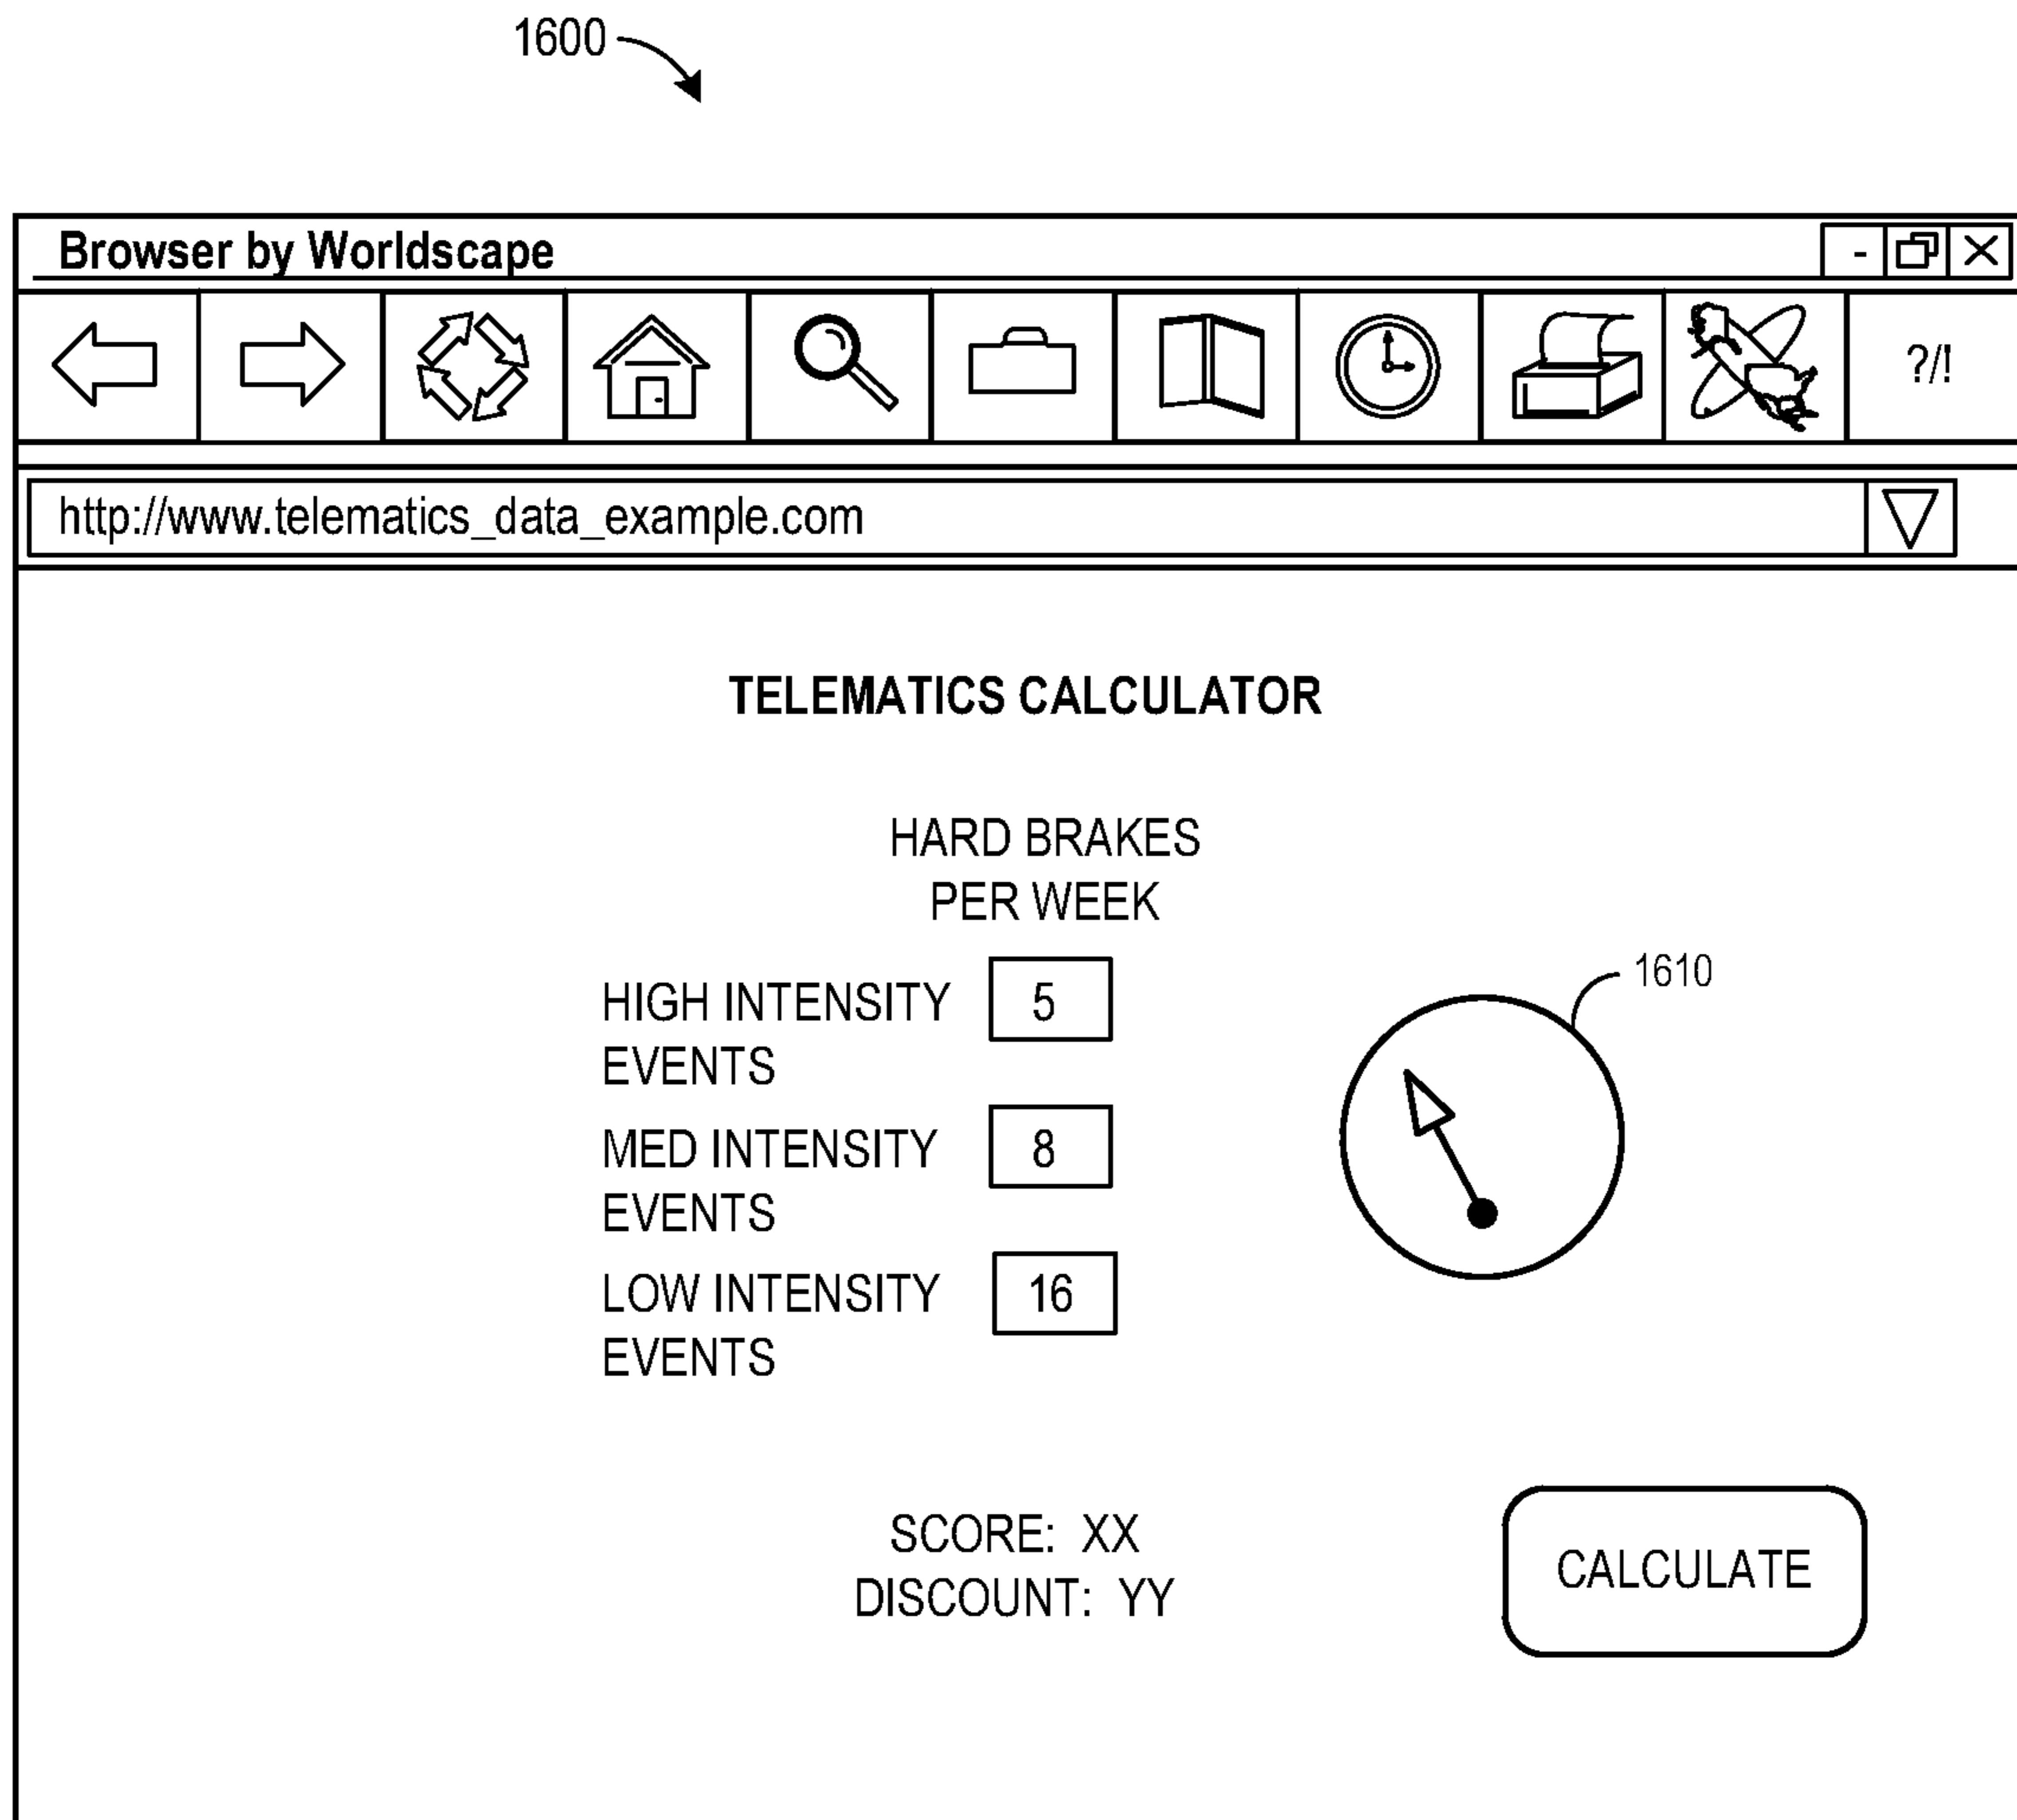 1600
Browser by Worldscape
?/!
http://www.telematics_data_example.com
TELEMATICS CALCULATOR
HARD BRAKES
PER WEEK
1610
HIGH INTENSITY 5
EVENTS
MED INTENSITY 8
EVENTS
LOW INTENSITY 16
EVENTS
SCORE: XX
DISCOUNT: YY
CALCULATE